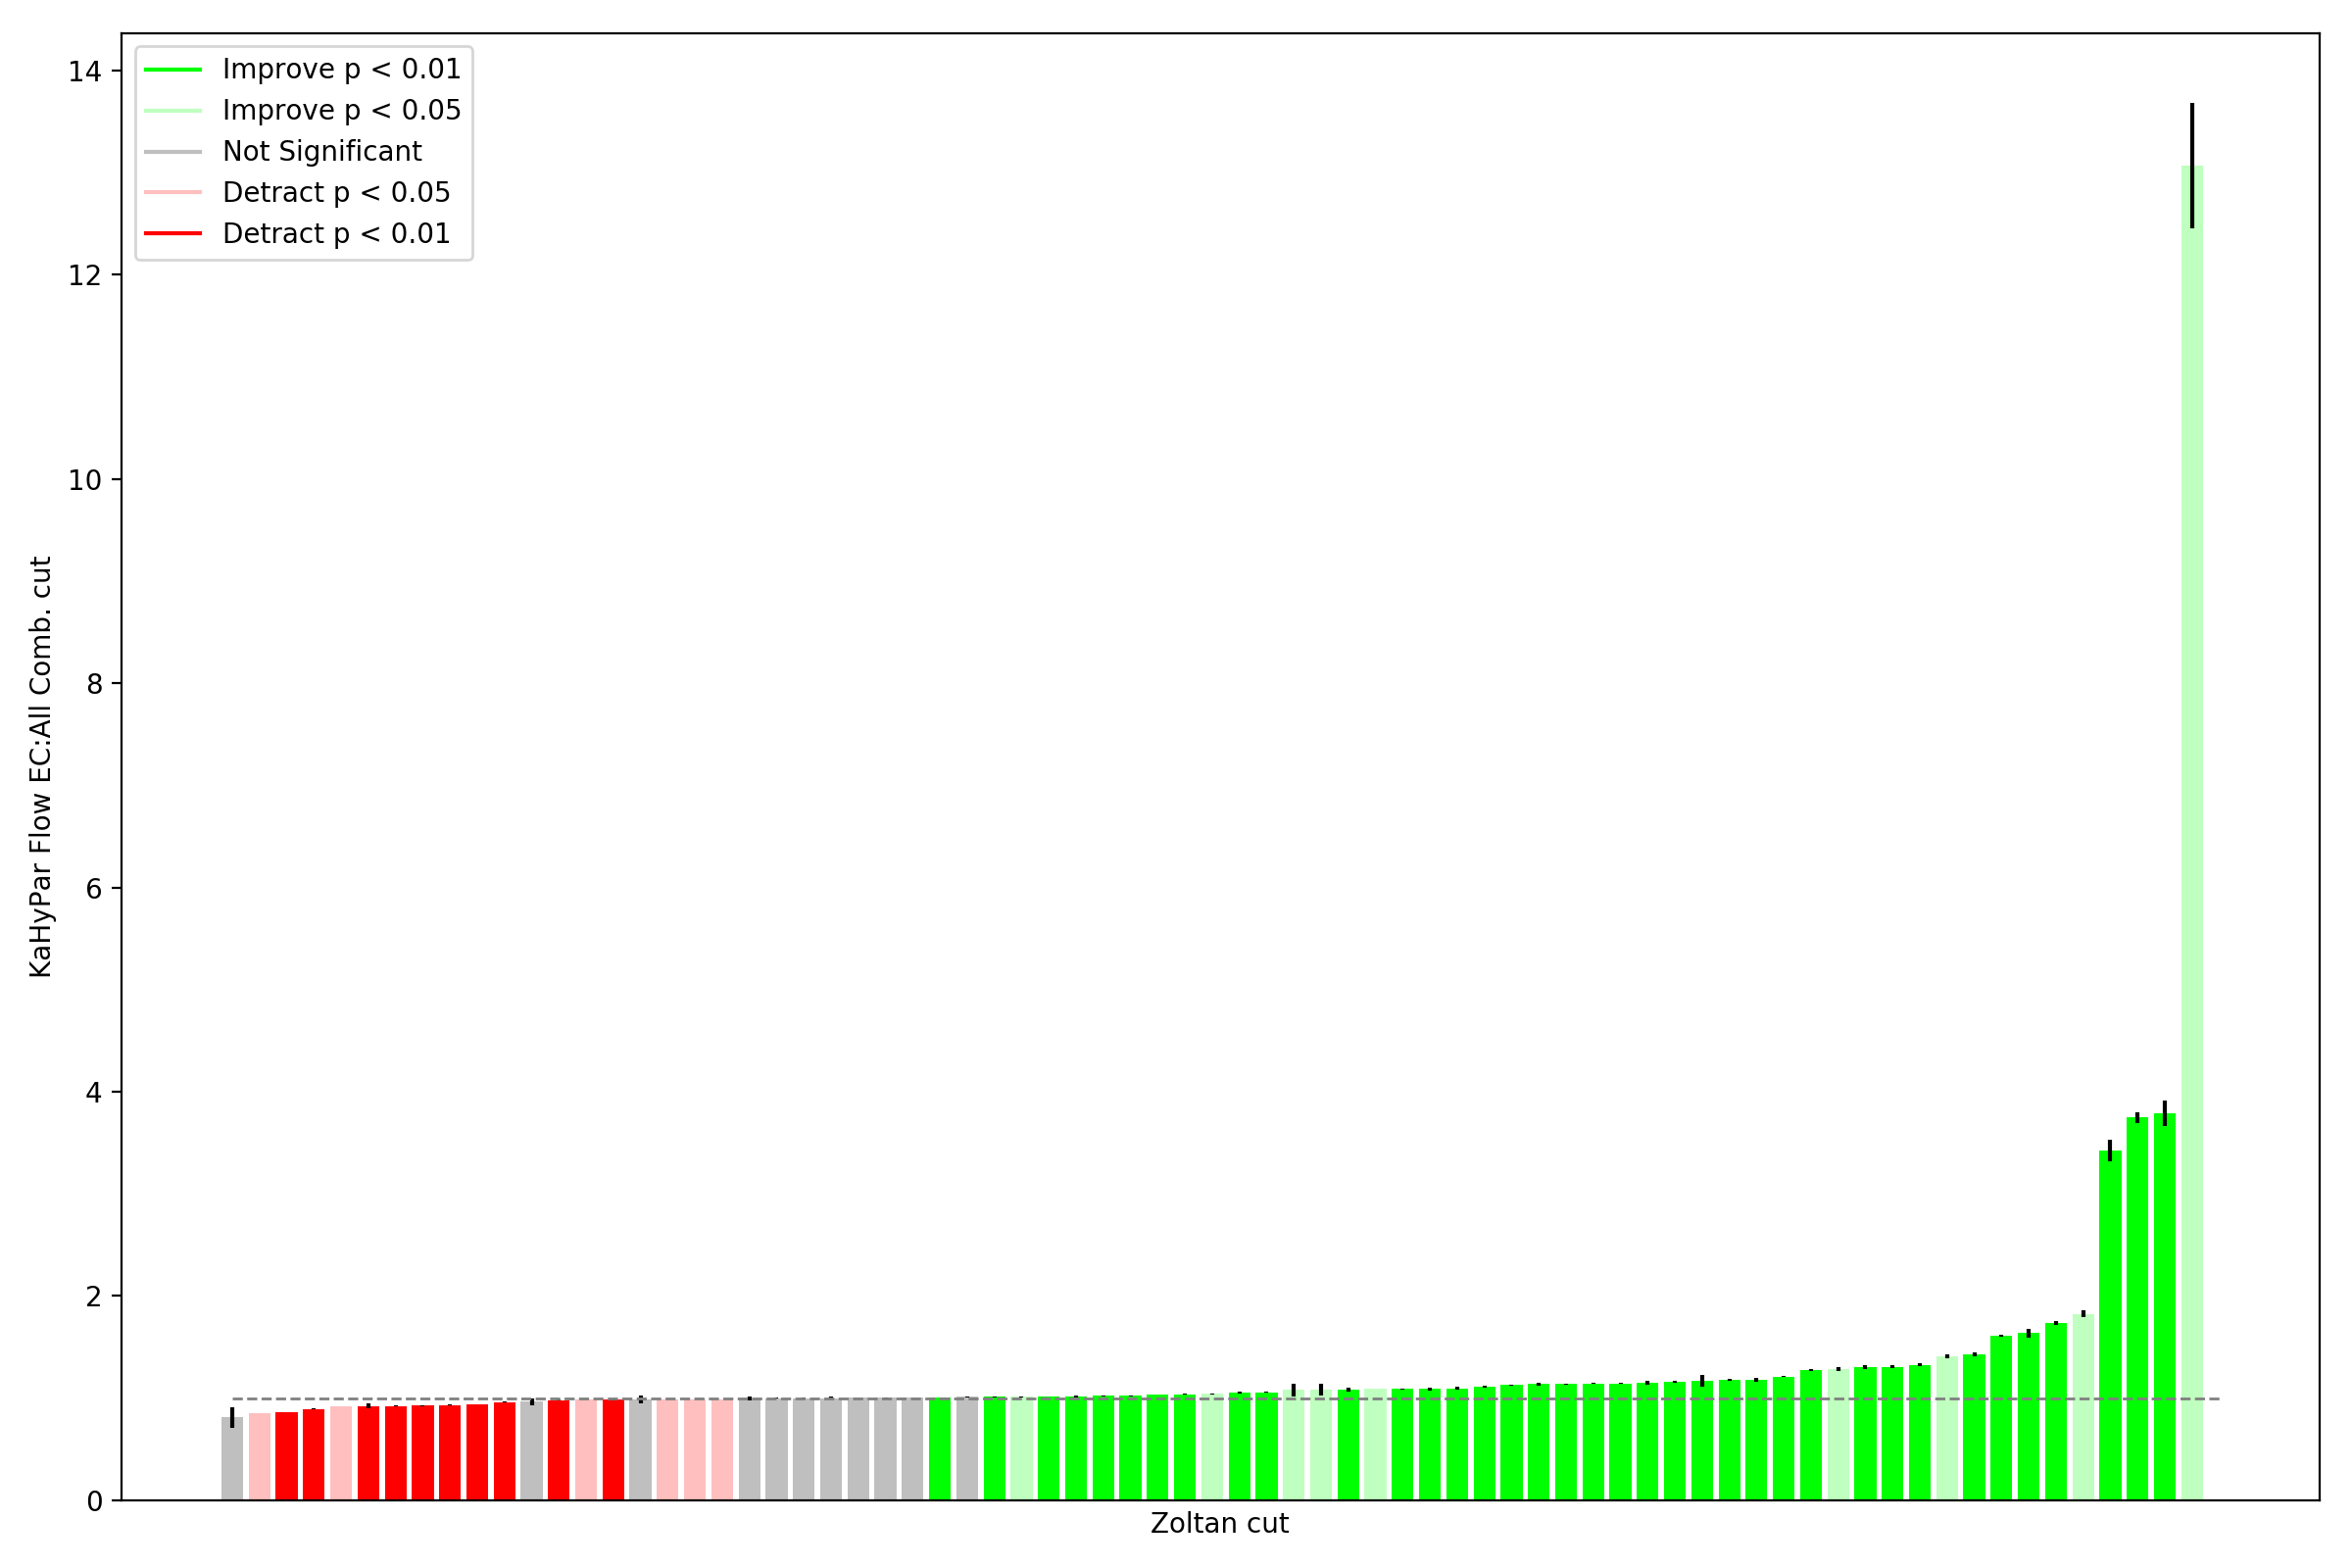 Improve p < 0.01
Improve p < 0.05
Not Significant
Detract p < 0.05
Detract p < 0.01
14
12
10
8
6
4
2
0
KaHyPar Flow EC:All Comb. cut
Zoltan cut